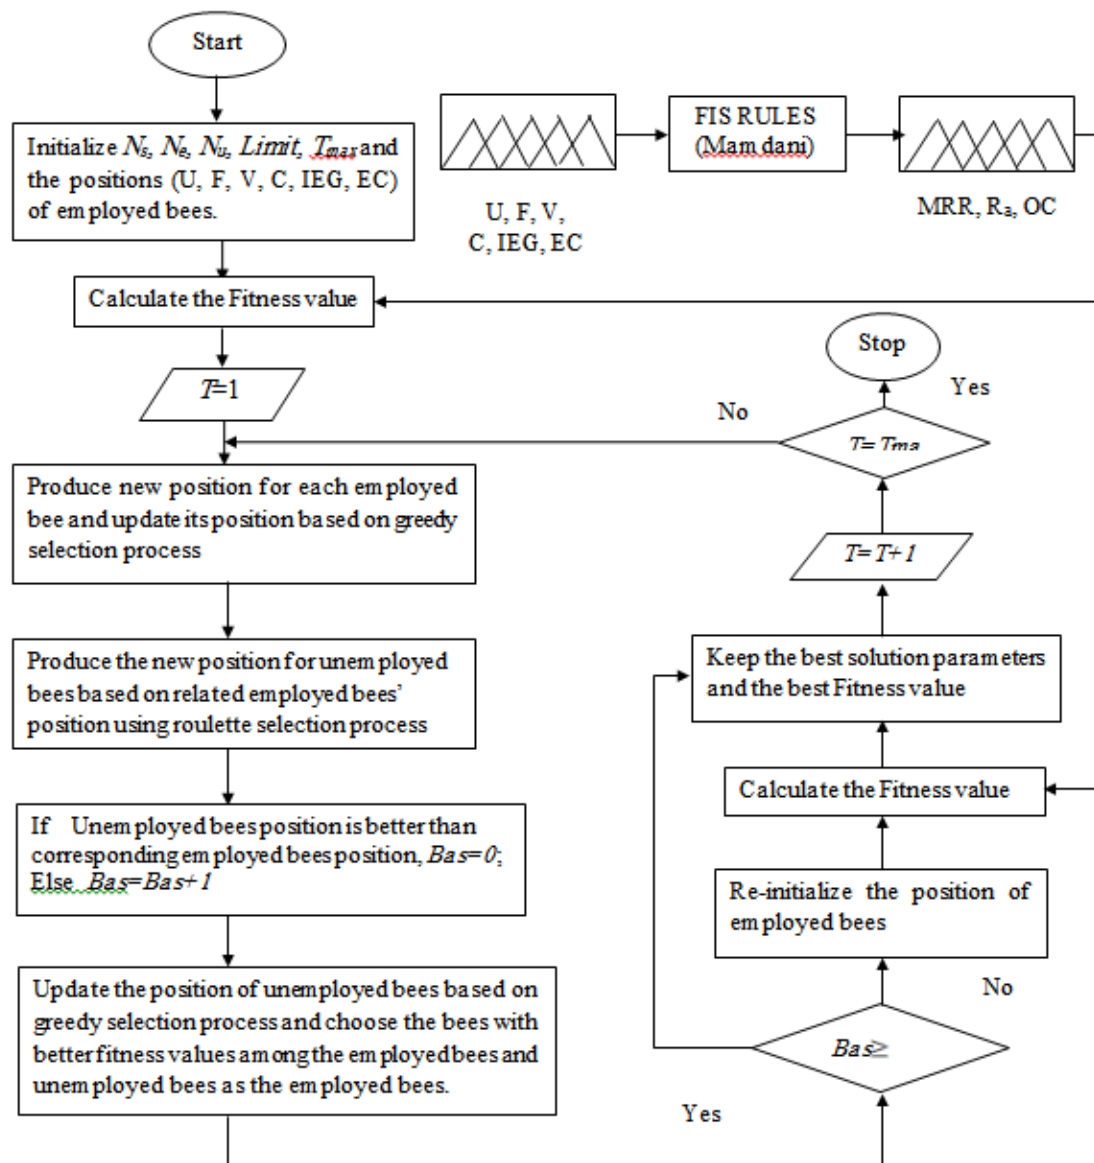 Start
Initialize Ns, Ne, Nu, Limit, Tmax and
the positions (U, F, V, C, IEG, EC)
of employed bees.
FIS RULES
(Mamdani)
U, F, V,
C, IEG, EC
MRR, Ra, OC
Calculate the Fitness value
T=1
Stop
Yes
No
T= Tma
T= T+1
Produce new position for each employed
bee and update its position based on greedy
selection process
Produce the new position for unemployed
bees based on related employed bees'
position using roulette selection process
Keep the best solution parameters
and the best Fitness value
Calculate the Fitness value
If Unemployed bees position is better than
corresponding employed bees position, Bas=0;
Else Bas=Bas+1
Re-initialize the position of
employed bees
No
Update the position of unemployed bees based on
greedy selection process and choose the bees with
better fitness values among the employed bees and
unemployed bees as the employed bees.
Bas≥
Yes